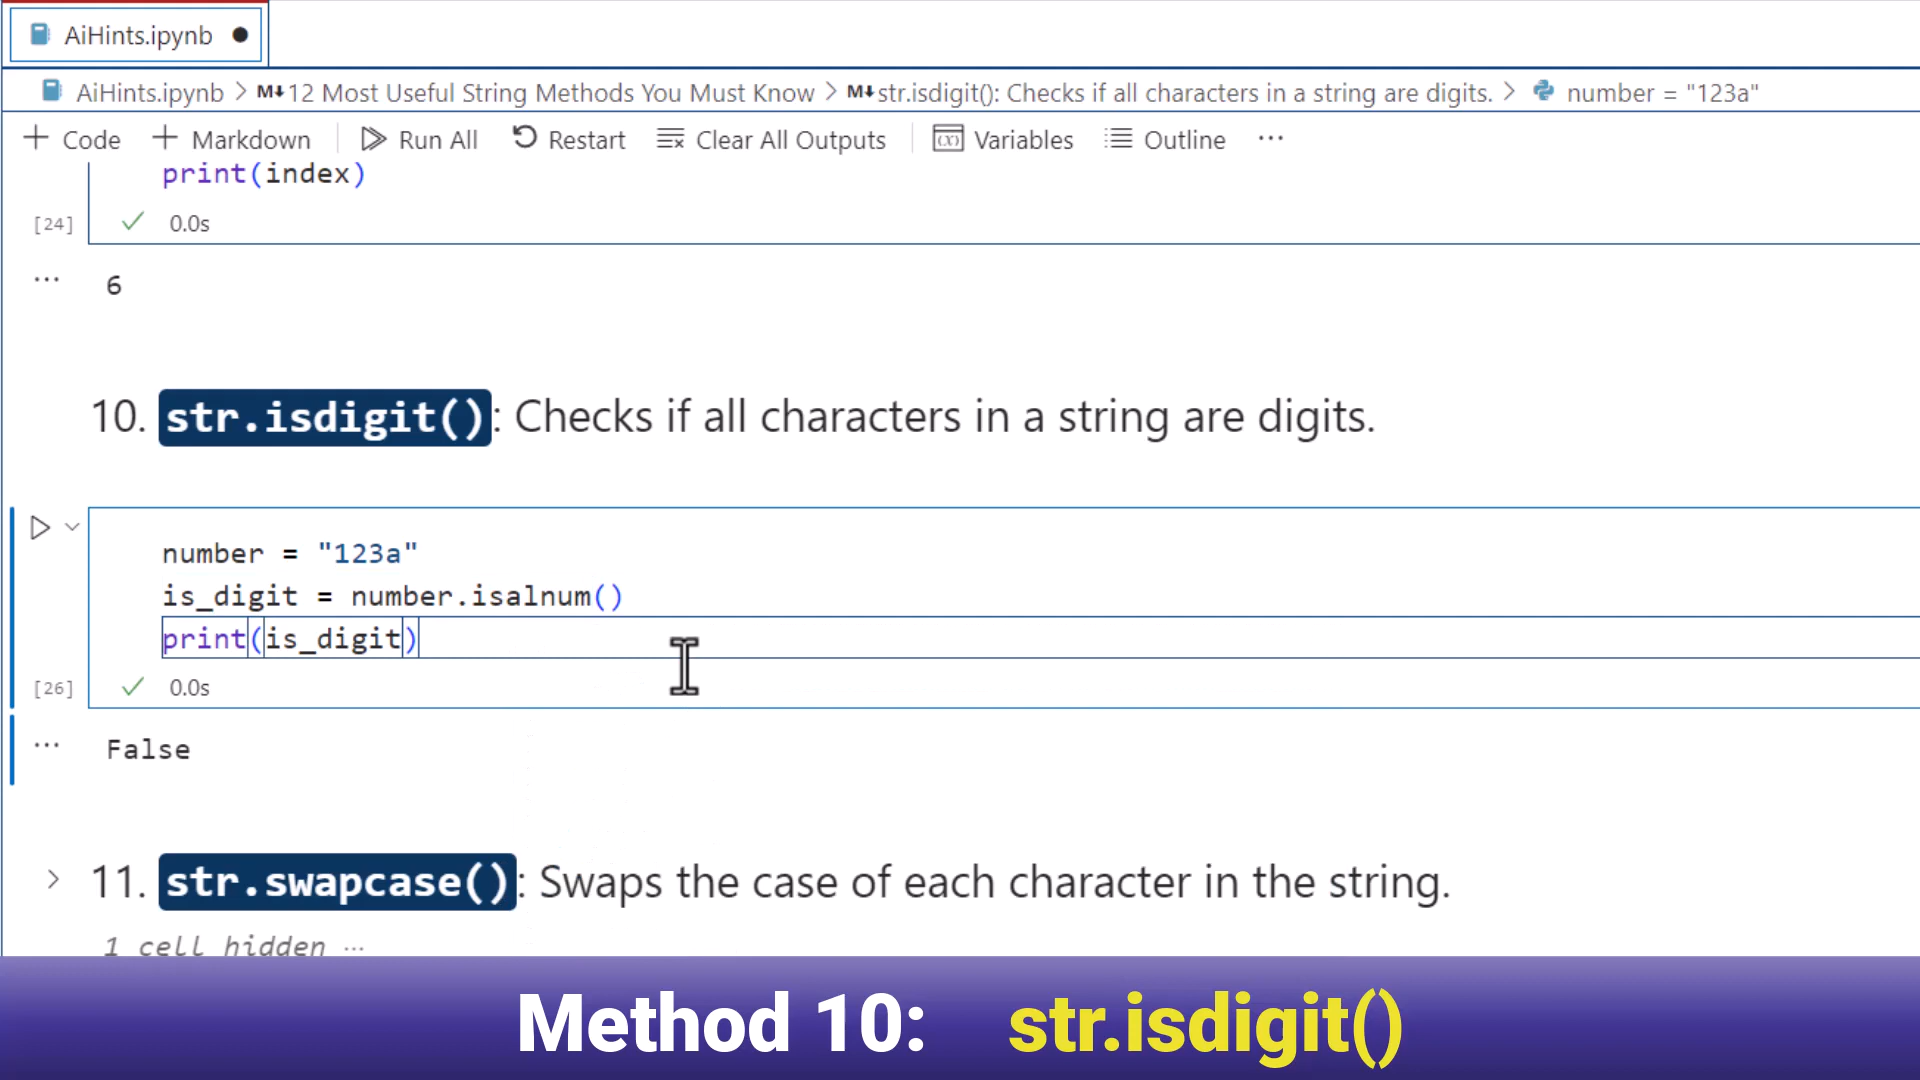 AiHints.ipynb
AiHints.ipynb > M↓ 12 Most Useful String Methods You Must Know > M↓ str.isdigit(): Checks if all characters in a string are digits. > number = "123a"
+ Code + Markdown Run All Restart Clear All Outputs (x) Variables Outline ...
print(index)
[24] ✓ 0.0s
... 6
10. str.isdigit(): Checks if all characters in a string are digits.
number = "123a"
is_digit = number.isalnum()
print(is_digit)
[26] ✓ 0.0s
... False
11. str.swapcase(): Swaps the case of each character in the string.
1 cell hidden ...
Method 10: str.isdigit()